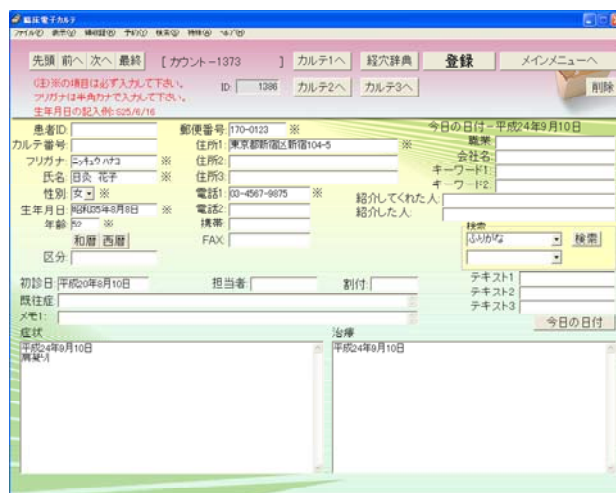 臨床電子カルテ
先頭 前へ 次へ 最終 [ カウント-1373 ] カルテ1へ 経穴辞典 登録 メインメニューへ
(注)※の項目は必ず入力して下さい。 ID: 1386 カルテ2へ カルテ3へ 削除
フリガナは半角カナで入力して下さい。
生年月日の記入例:S25/6/16
患者ID: 郵便番号: 170-0123 ※ 今日の日付-平成24年9月10日
カルテ番号: 住所1: 東京都新宿区新宿104-5 ※ 職業
フリガナ: ニッキュウ ハナコ ※ 住所2: 会社名:
氏名: 日灸 花子 ※ 住所3: キーワード1:
性別: 女 ※ 電話1: 03-4567-9875 ※ キーワード2:
生年月日: 昭和35年8月8日 ※ 電話2: 紹介してくれた人:
年齢: ※ 携帯: 紹介した人:
和暦 西暦 FAX: 検索
区分: ふりがな 検索
初診日: 平成20年8月10日 担当者: 割付: テキスト1
既往症: テキスト2
メモ1: テキスト3
今日の日付
症状 治療
平成24年9月10日 平成24年9月10日
肩凝り